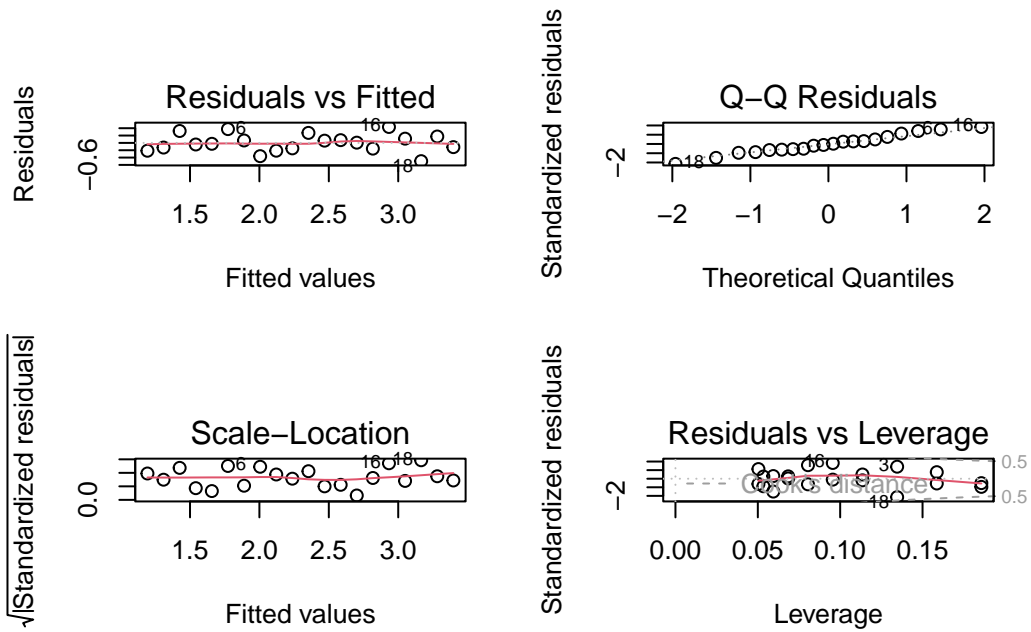 Residuals vs Fitted
Residuals
−0.6
6
16
18
1.5 2.0 2.5 3.0
Fitted values
Q−Q Residuals
Standardized residuals
−2
18
6
16
−2 −1 0 1 2
Theoretical Quantiles
Scale−Location
√|Standardized residuals|
0.0
6
16
18
1.5 2.0 2.5 3.0
Fitted values
Residuals vs Leverage
Standardized residuals
−2
16
3
0.5
Cook's distance
18
0.5
0.00 0.05 0.10 0.15
Leverage